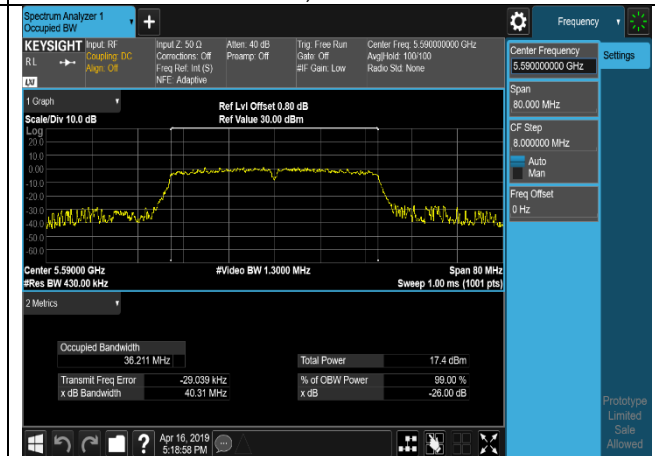 Spectrum Analyzer 1
Occupied BW
+
Frequency
KEYSIGHT
RL
LXI
Input: RF
Coupling: DC
Align: Off
Input Z: 50 Ω
Corrections: Off
Freq Ref: Int (S)
NFE: Adaptive
Atten: 40 dB
Preamp: Off
Trig: Free Run
Gate: Off
#IF Gain: Low
Center Freq: 5.590000000 GHz
Avg|Hold: 100/100
Radio Std: None
Center Frequency
5.590000000 GHz
Settings
Span
80.000 MHz
CF Step
8.000000 MHz
Auto
Man
Freq Offset
0 Hz
1 Graph
Scale/Div 10.0 dB
Ref Lvl Offset 0.80 dB
Ref Value 30.00 dBm
Log
20.0
10.0
0.00
-10.0
-20.0
-30.0
-40.0
-50.0
-60.0
Center 5.59000 GHz
#Video BW 1.3000 MHz
Span 80 MHz
#Res BW 430.00 kHz
Sweep 1.00 ms (1001 pts)
2 Metrics
Occupied Bandwidth
36.211 MHz
Total Power
17.4 dBm
Transmit Freq Error
-29.039 kHz
% of OBW Power
99.00 %
x dB Bandwidth
40.31 MHz
x dB
-26.00 dB
Prototype
Limited
Sale
Allowed
?
Apr 16, 2019
5:18:58 PM